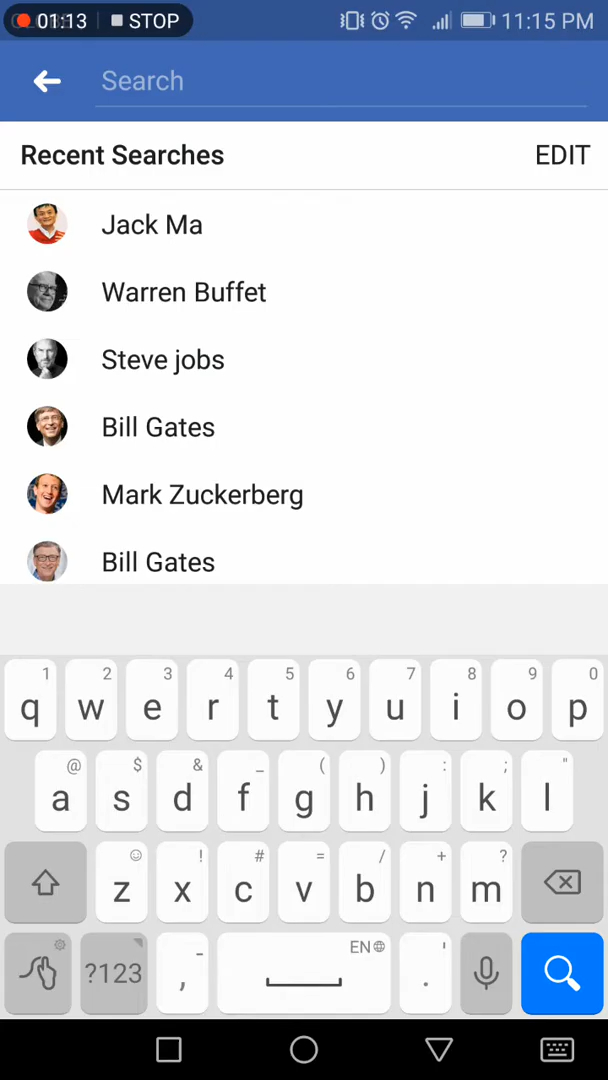 01:13 STOP 11:15 PM
Search
Recent Searches EDIT
Jack Ma
Warren Buffet
Steve jobs
Bill Gates
Mark Zuckerberg
Bill Gates
1 2 3 4 5 6 7 8 9 0
q w e r t y u i o p
@ $ & _ ( ) : ; "
a s d f g h j k l
! # = / + ?
z x c v b n m
- EN '
?123 , .